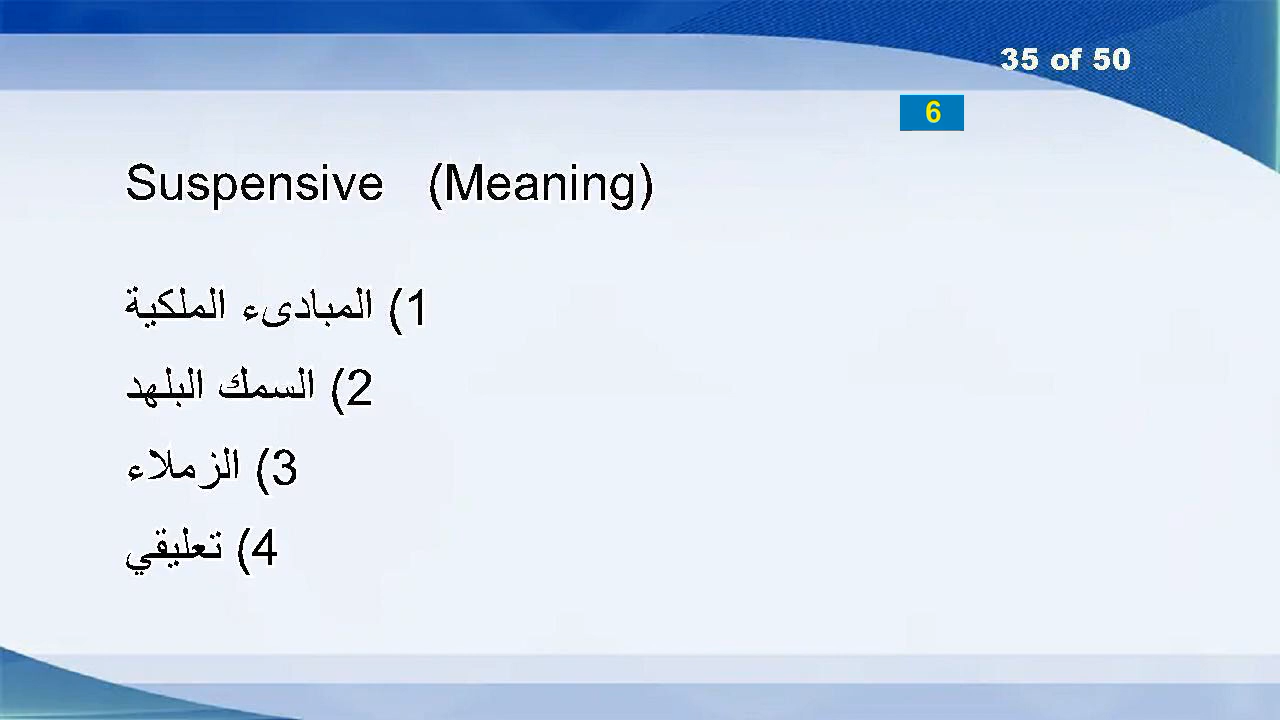 35 of 50
6
Suspensive (Meaning)
1) المبادىء الملكية
2) السمك البلهد
3) الزملاء
4) تعليقي